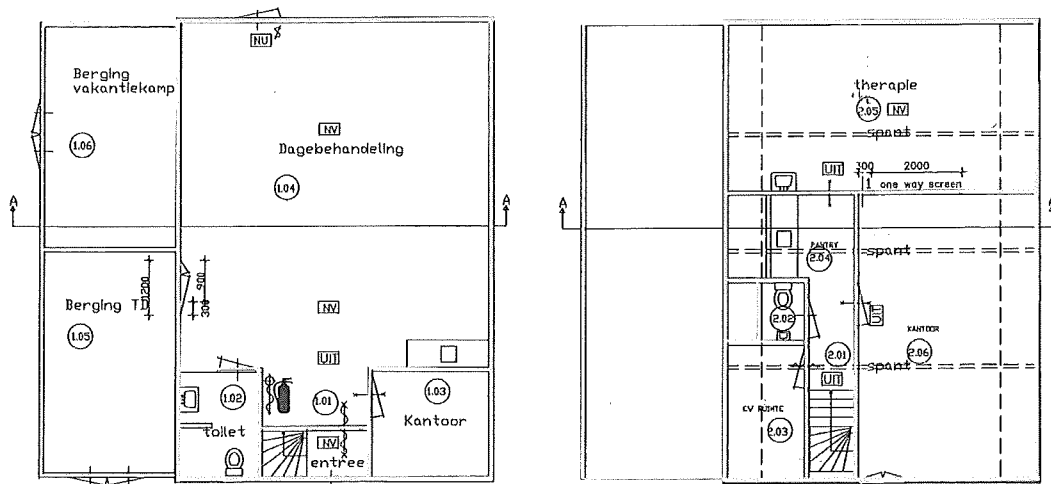 NU
Berging
vakantiekamp
1.06
NV
Dagebehandeling
1.04
A
A
1200
900
300
Berging TD
1.05
NV
UIT
1.02
1.01
1.03
toilet
Kantoor
NV
entree
therapie
2.05
NV
spant
UIT
300
2000
1 one way screen
A
A
PANTRY
2.04
spant
2.02
UIT
KANTOOR
2.06
2.01
spant
UIT
CV RUIMTE
2.03